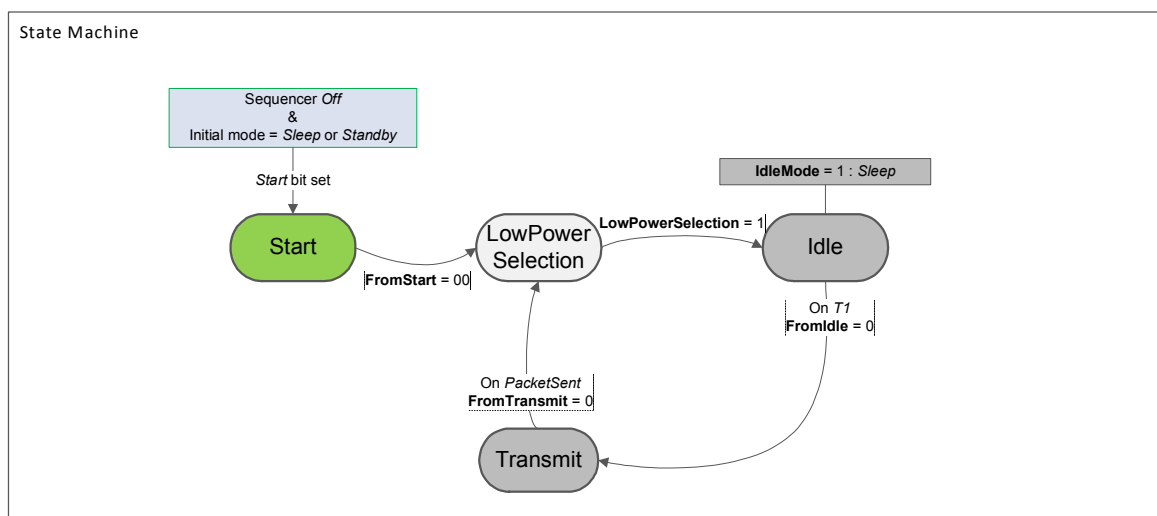 State Machine
Sequencer Off
&
Initial mode = Sleep or Standby
Start bit set
IdleMode = 1 : Sleep
Start
LowPower
Selection
LowPowerSelection = 1
Idle
FromStart = 00
On T1
FromIdle = 0
On PacketSent
FromTransmit = 0
Transmit